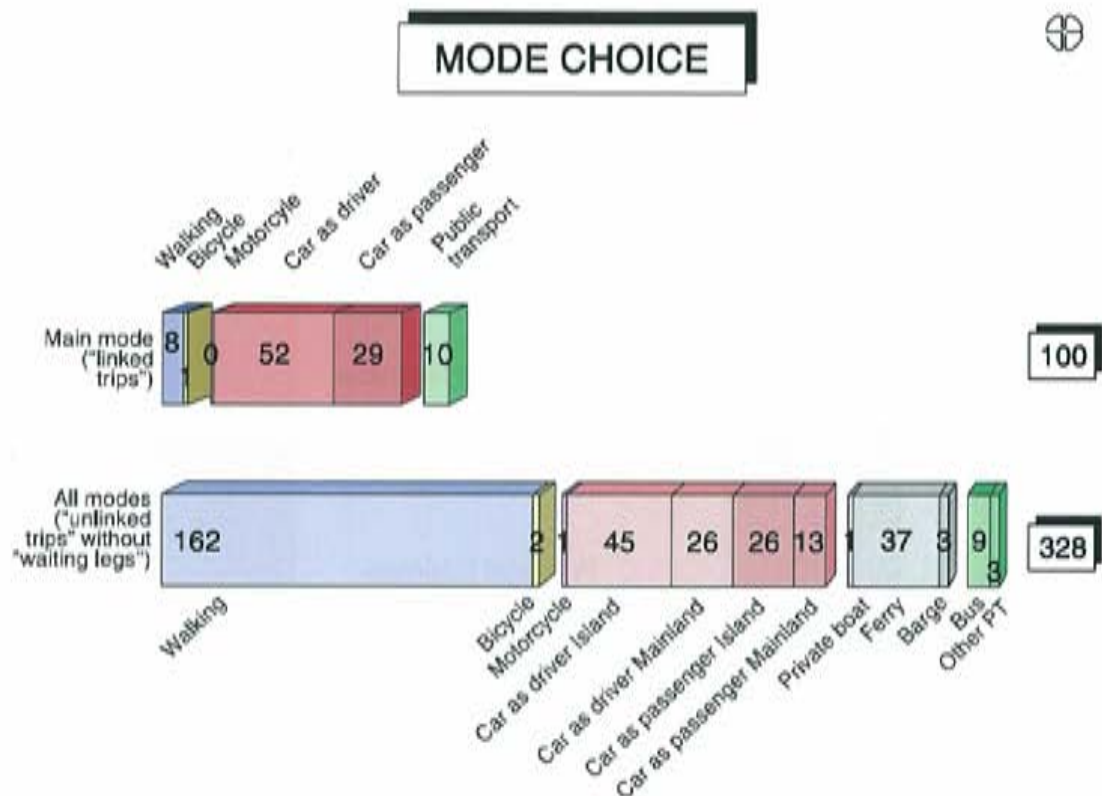 MODE CHOICE
Walking
Bicycle
Motorcyle
Car as driver
Car as passenger
Public
transport
Main mode
("linked
trips")
8
1
0
52
29
10
100
All modes
("unlinked
trips" without
"waiting legs")
162
2
1
45
26
26
13
1
37
3
9
3
328
Walking
Bicycle
Motorcycle
Car as driver Island
Car as driver Mainland
Car as passenger Island
Car as passenger Mainland
Private boat
Ferry
Barge
Bus
Other PT